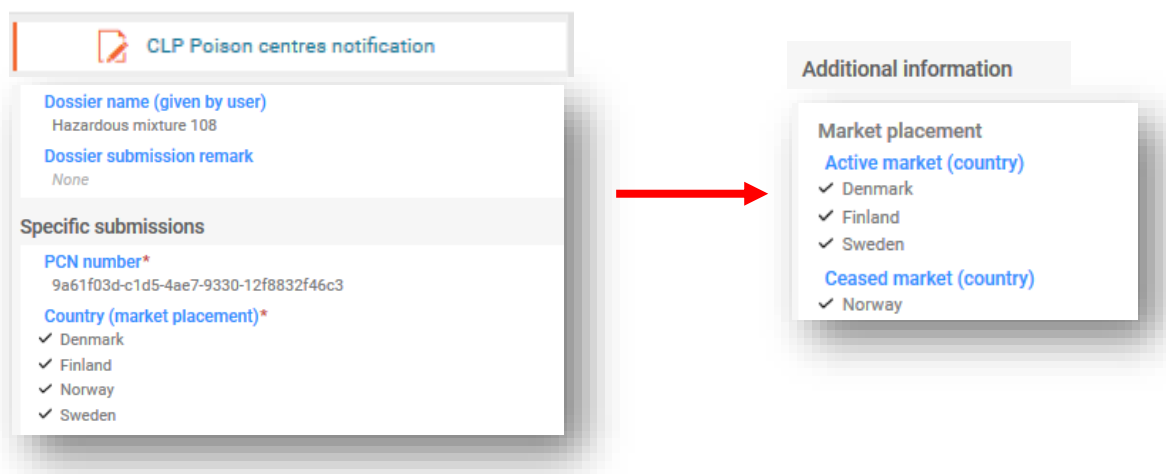 CLP Poison centres notification
Dossier name (given by user)
Hazardous mixture 108
Dossier submission remark
None
Specific submissions
PCN number*
9a61f03d-c1d5-4ae7-9330-12f8832f46c3
Country (market placement)*
Denmark
Finland
Norway
Sweden
Additional information
Market placement
Active market (country)
Denmark
Finland
Sweden
Ceased market (country)
Norway